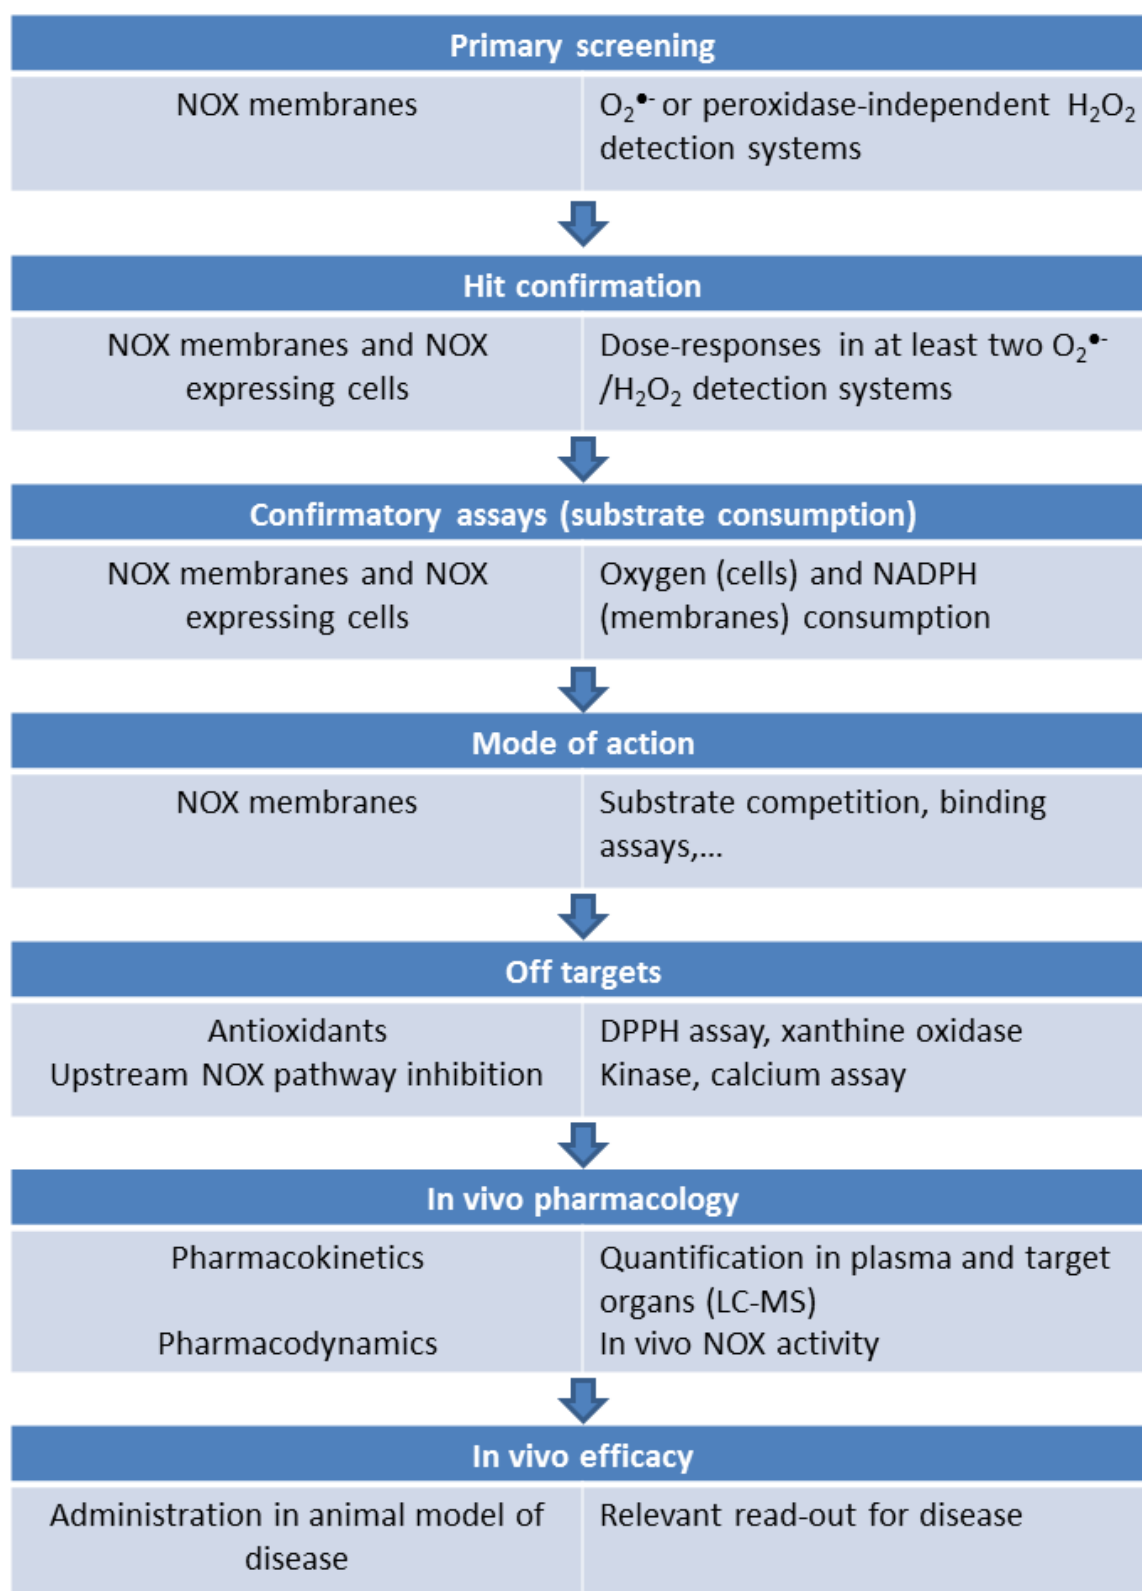 Primary screening
NOX membranes
O₂•- or peroxidase-independent H₂O₂
detection systems
Hit confirmation
NOX membranes and NOX
expressing cells
Dose-responses in at least two O₂•-
/H₂O₂ detection systems
Confirmatory assays (substrate consumption)
NOX membranes and NOX
expressing cells
Oxygen (cells) and NADPH
(membranes) consumption
Mode of action
NOX membranes
Substrate competition, binding
assays,...
Off targets
Antioxidants
DPPH assay, xanthine oxidase
Upstream NOX pathway inhibition
Kinase, calcium assay
In vivo pharmacology
Pharmacokinetics
Quantification in plasma and target
organs (LC-MS)
Pharmacodynamics
In vivo NOX activity
In vivo efficacy
Administration in animal model of
disease
Relevant read-out for disease